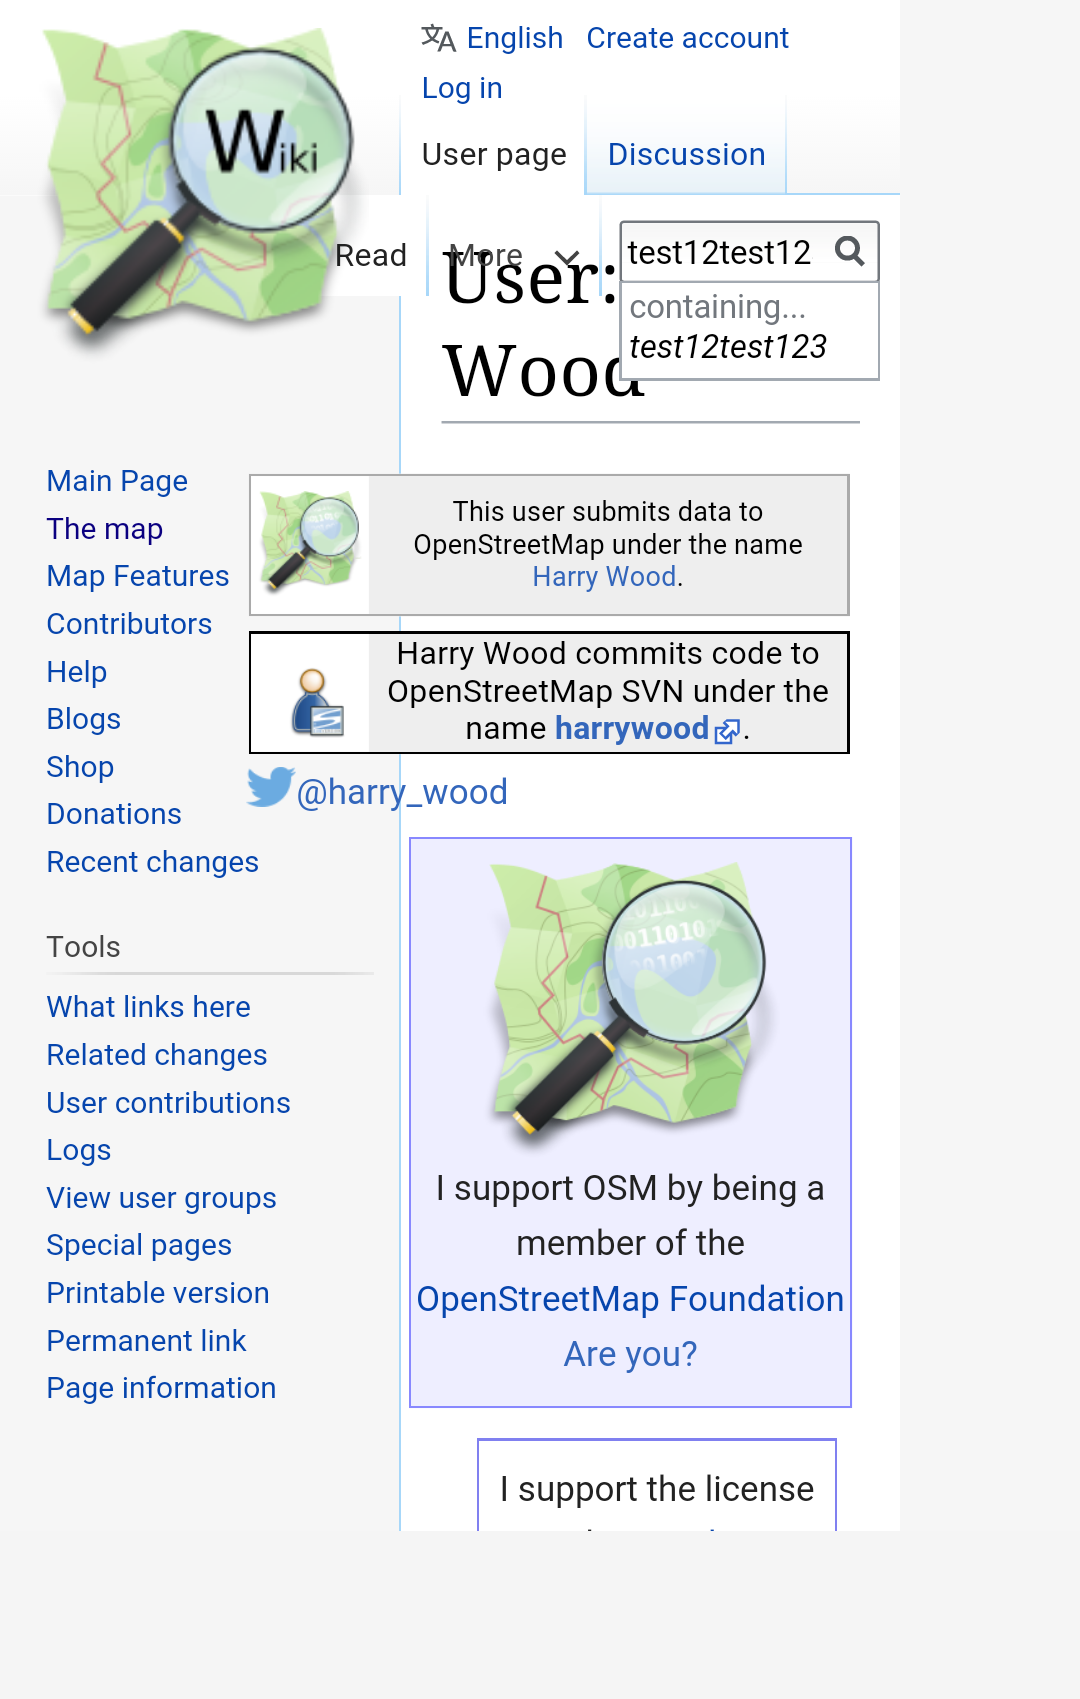 Wiki
English Create account
Log in
User page Discussion
Read More
test12test12
containing...
test12test123
User:
Wood
Main Page
The map
Map Features
Contributors
Help
Blogs
Shop
Donations
Recent changes
Tools
What links here
Related changes
User contributions
Logs
View user groups
Special pages
Printable version
Permanent link
Page information
This user submits data to
OpenStreetMap under the name
Harry Wood.
Harry Wood commits code to
OpenStreetMap SVN under the
name harrywood.
@harry_wood
I support OSM by being a
member of the
OpenStreetMap Foundation
Are you?
I support the license